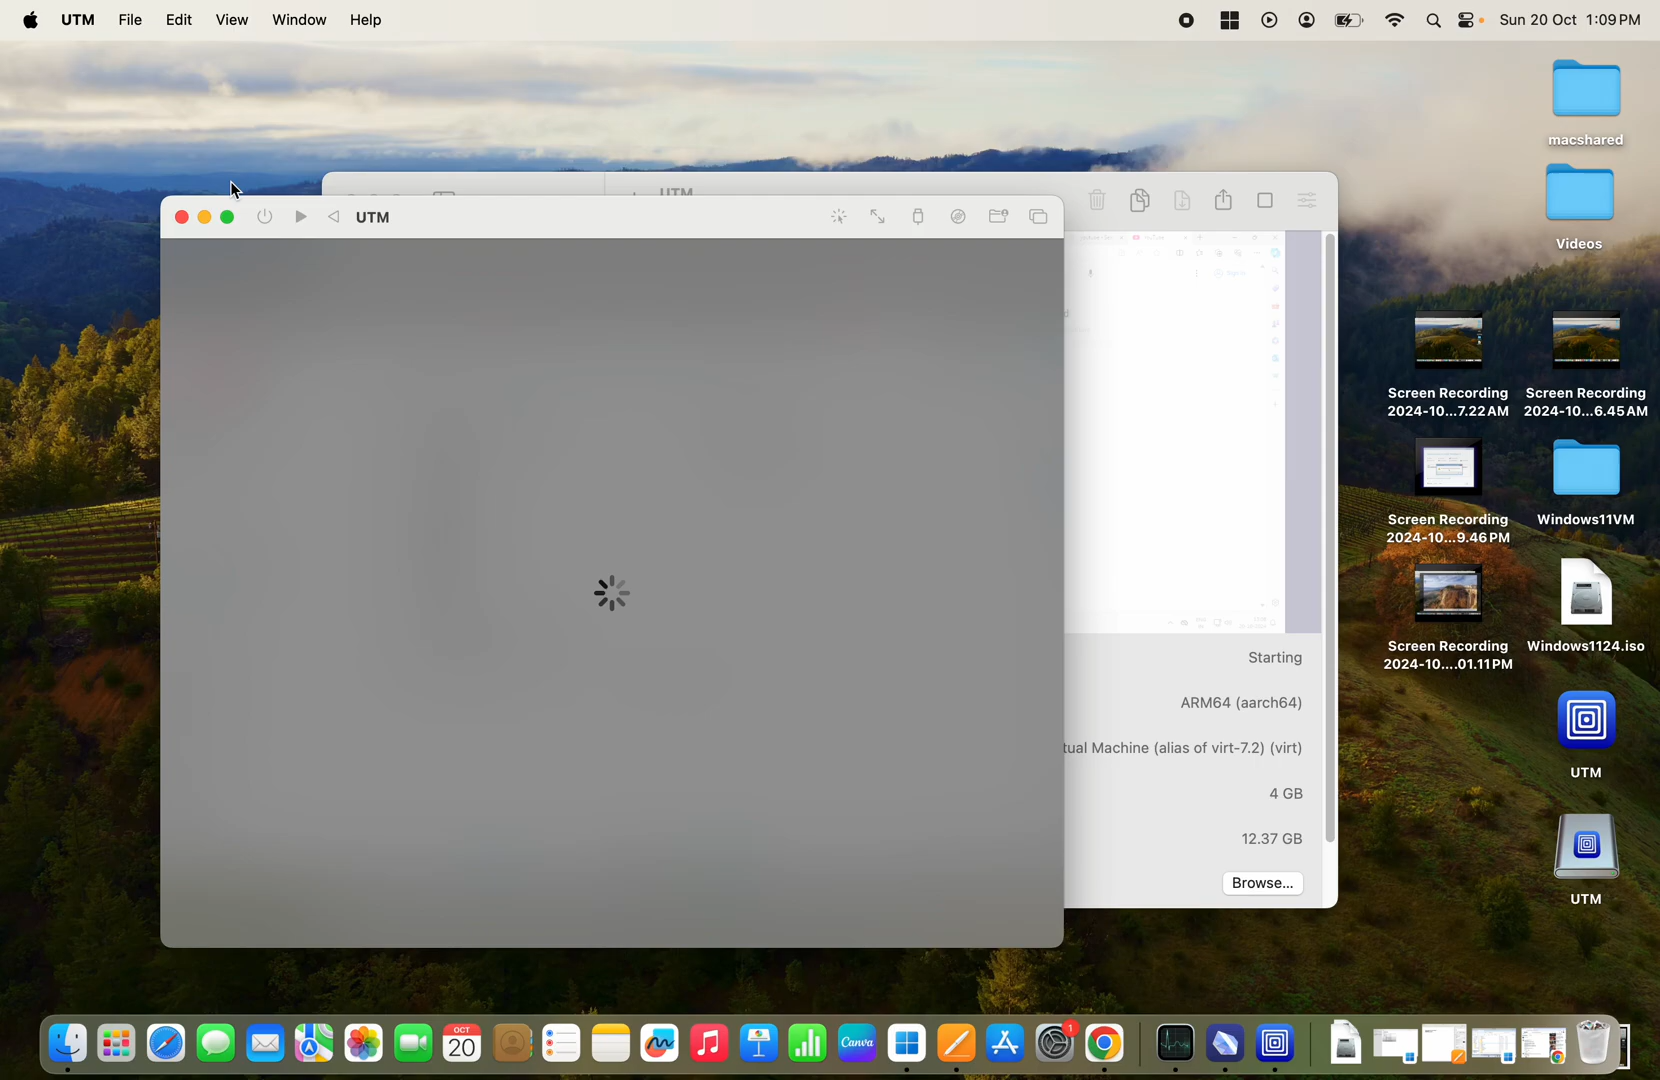 UTM File Edit View Window Help Sun 20 Oct 1:09 PM
macshared
Videos
UTM
UTM
Screen Recording
2024-10...7.22 AM
Screen Recording
2024-10...6.45 AM
Screen Recording
2024-10...9.46 PM
Windows11VM
Screen Recording
2024-10....01.11 PM
Windows1124.iso
Starting
ARM64 (aarch64)
tual Machine (alias of virt-7.2) (virt)
4 GB
12.37 GB
Browse...
UTM
UTM
OCT
20
Canva
1